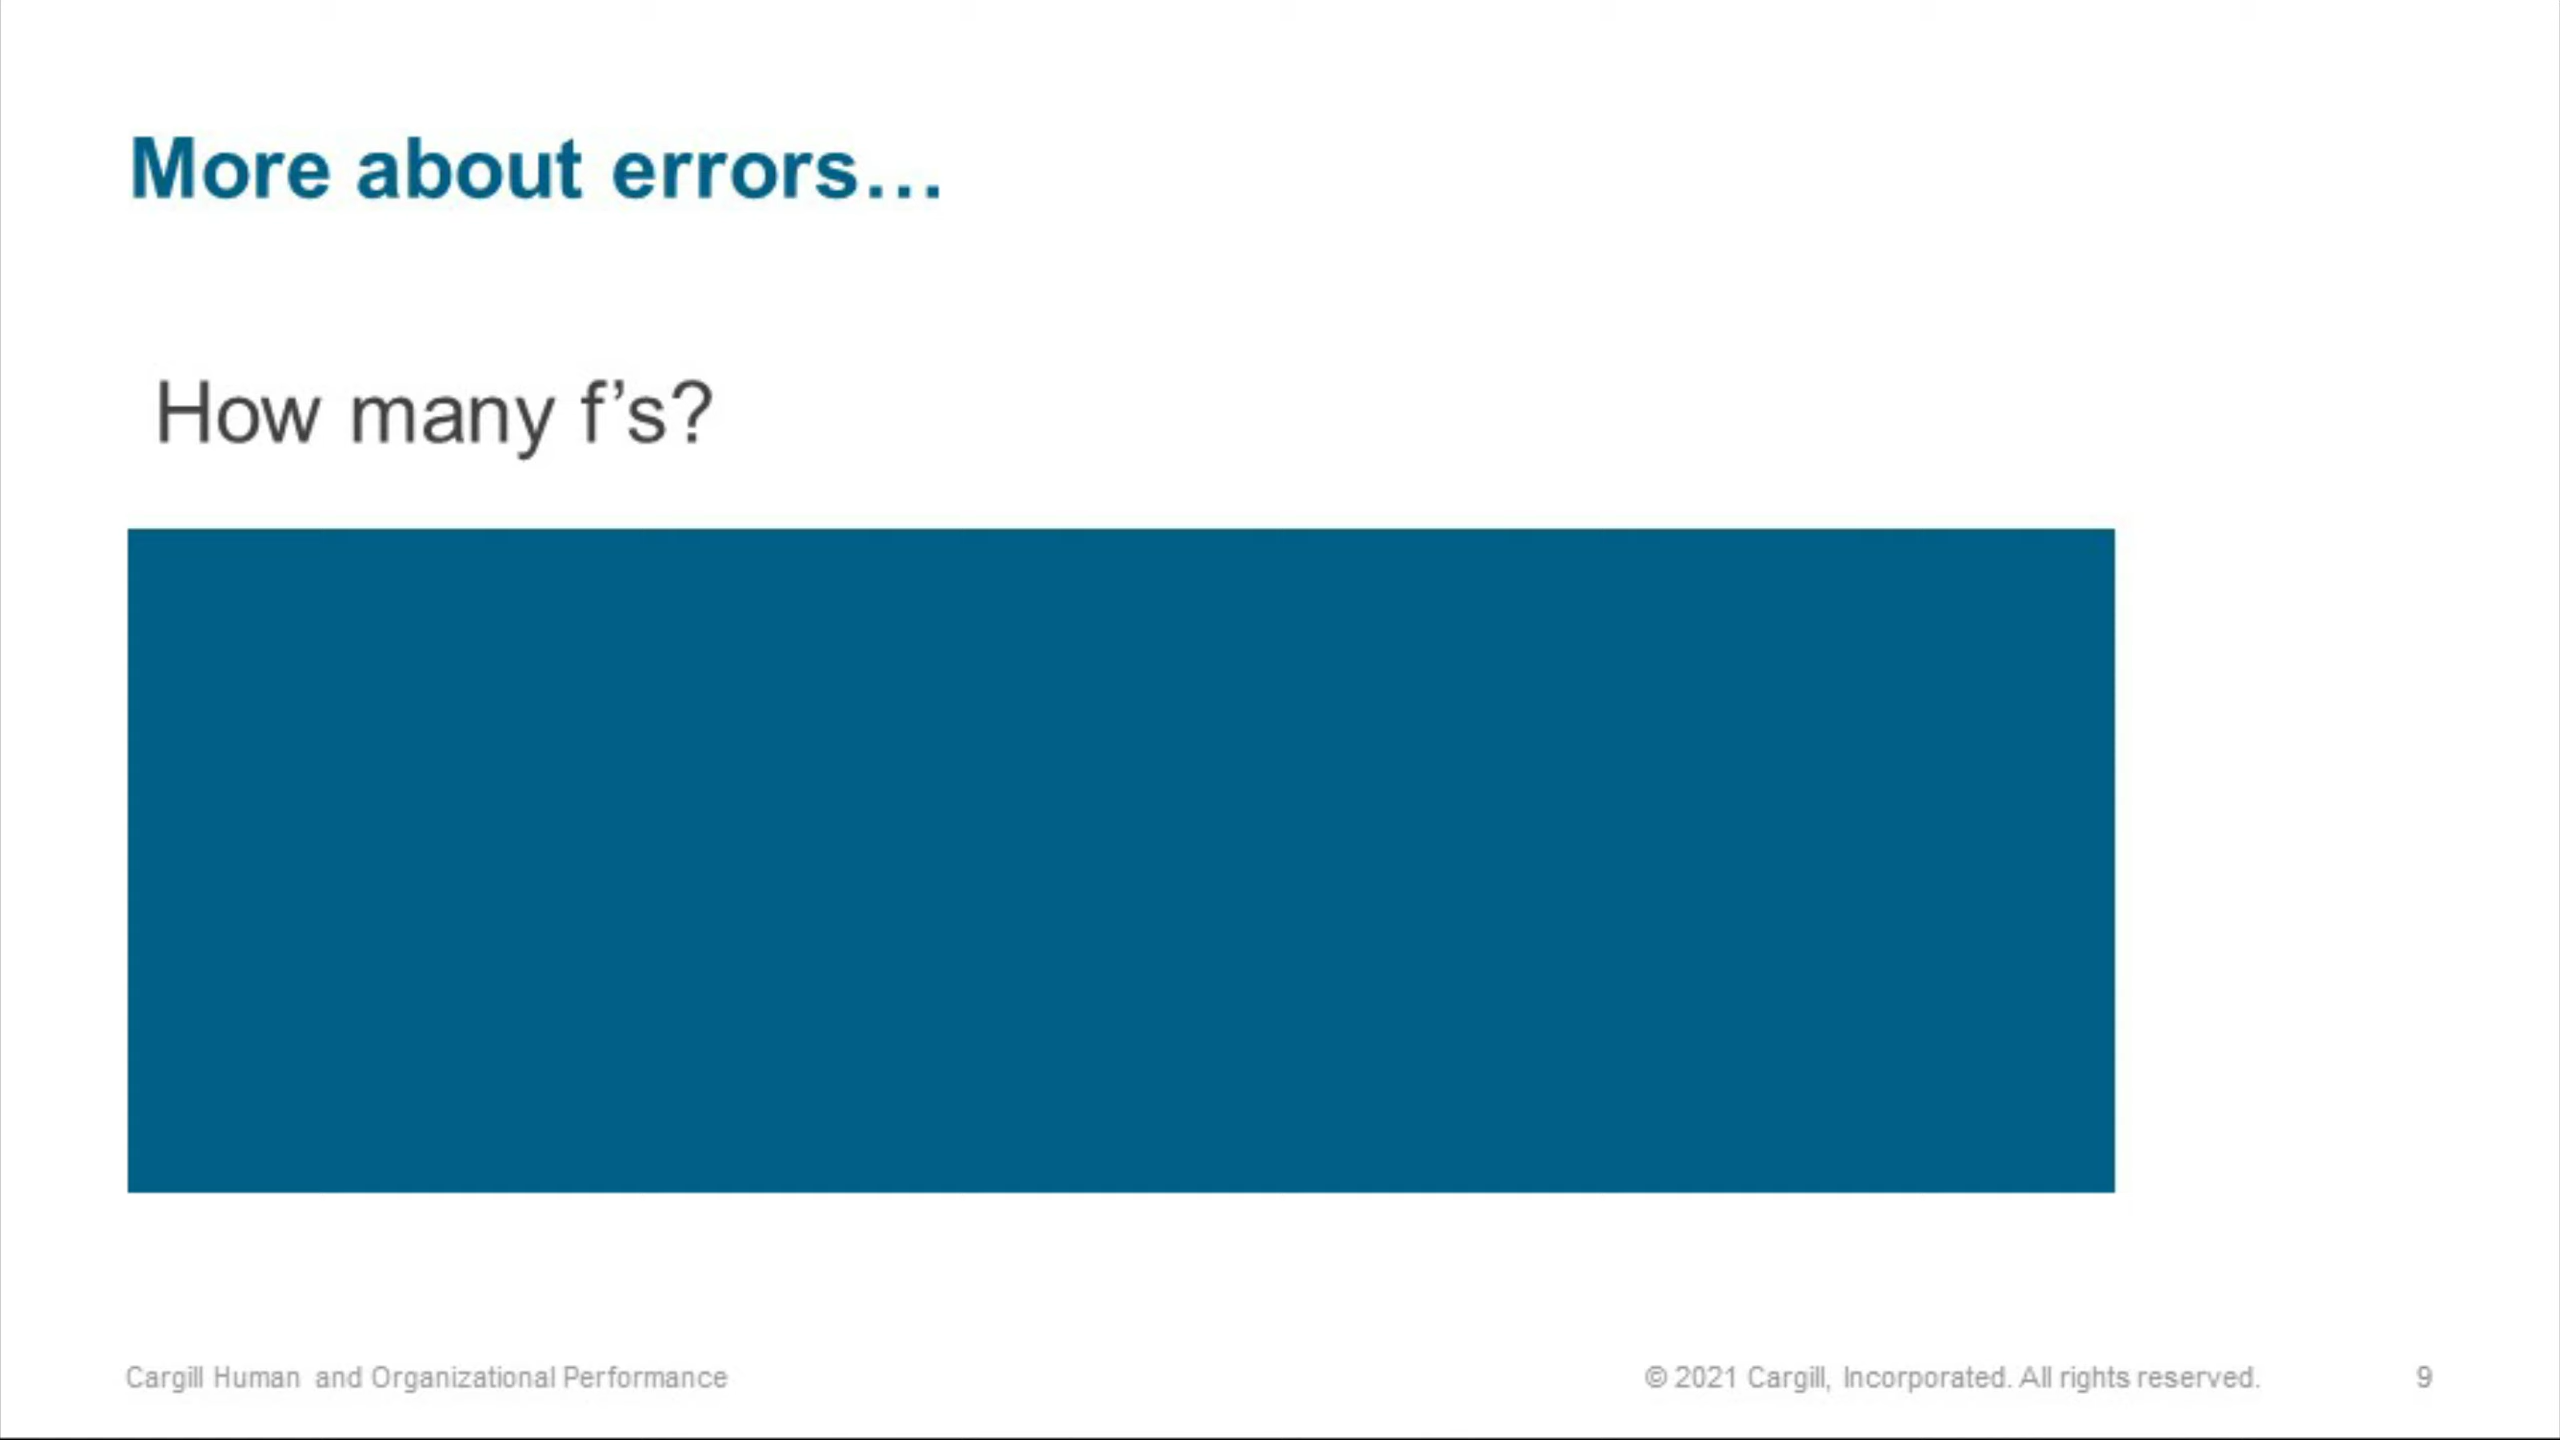 More about errors…
How many f’s?
Cargill Human and Organizational Performance
© 2021 Cargill, Incorporated. All rights reserved.
9